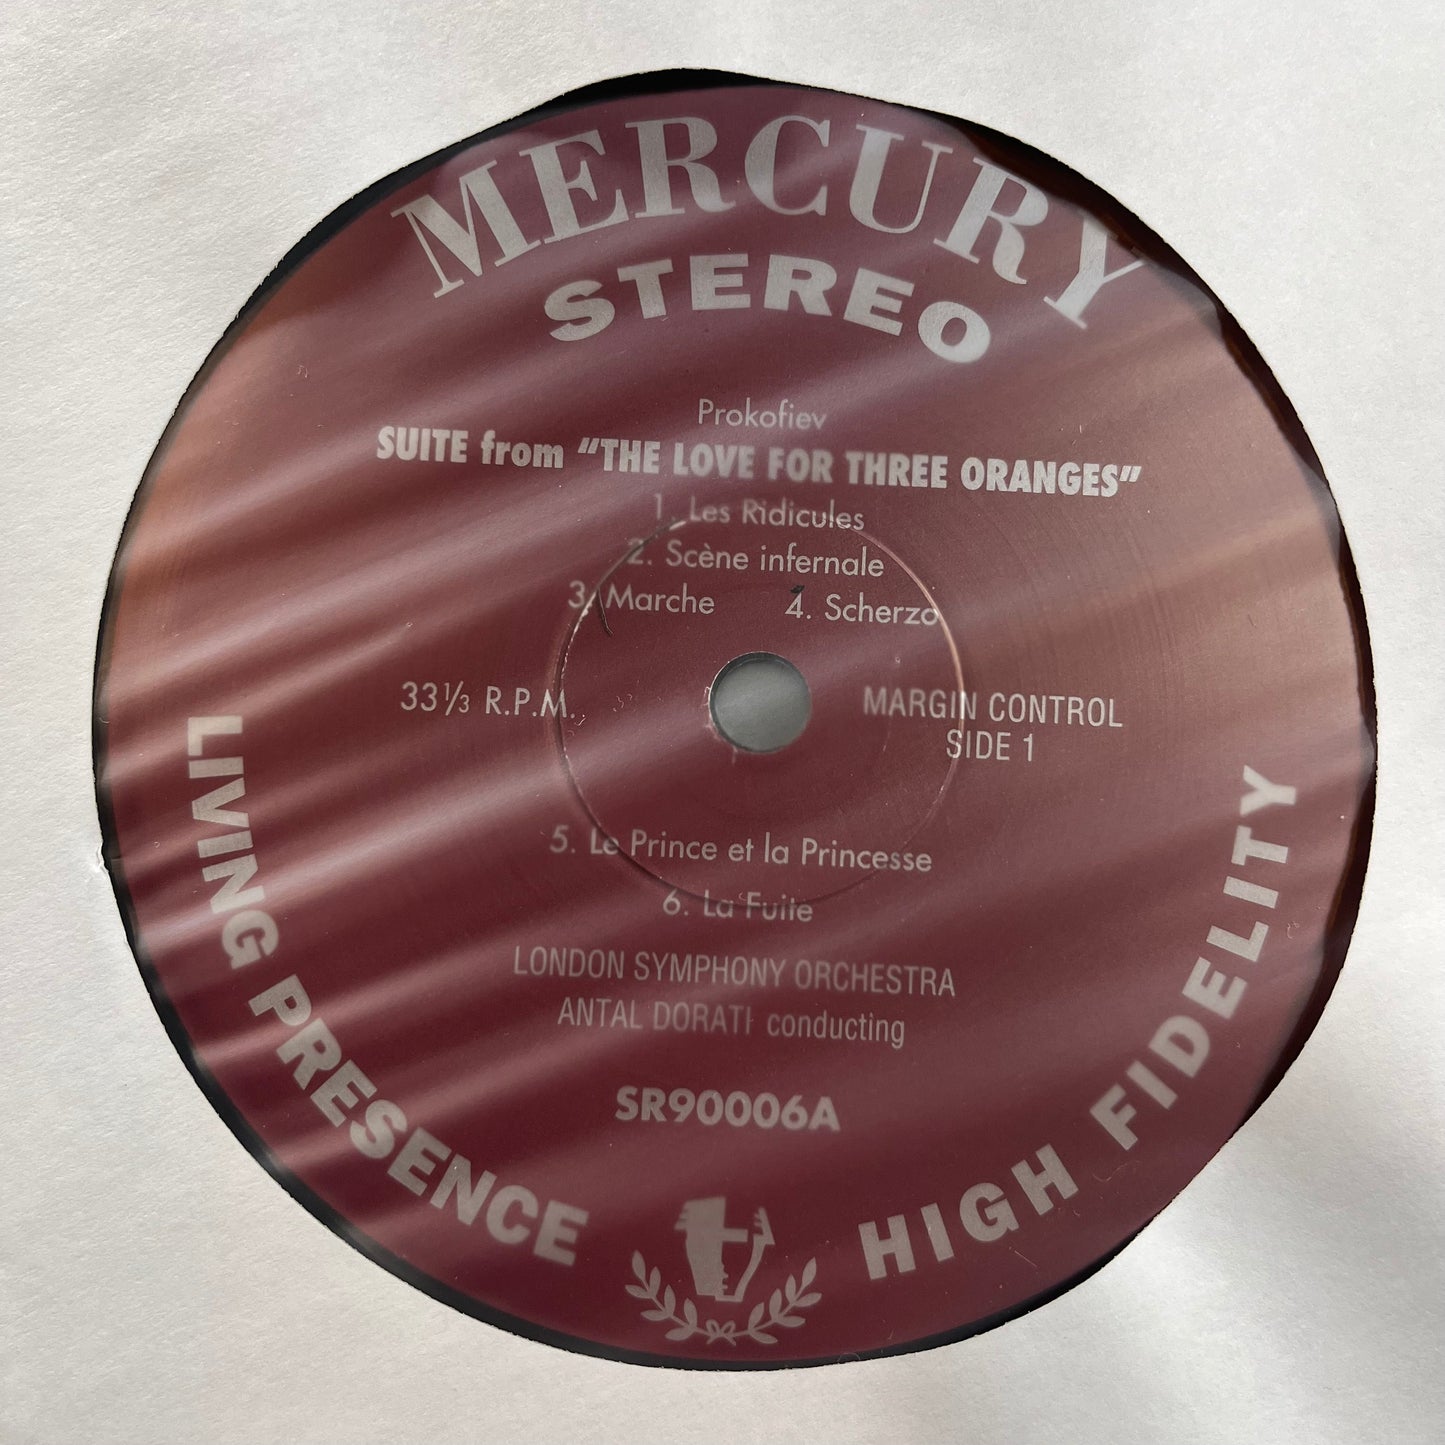 MERCURY
STEREO
Prokofiev
SUITE from "THE LOVE FOR THREE ORANGES"
1. Les Ridicules
2. Scène infernale
3. Marche 4. Scherzo
33⅓ R.P.M.
MARGIN CONTROL
SIDE 1
5. Le Prince et la Princesse
6. La Fuite
LONDON SYMPHONY ORCHESTRA
ANTAL DORATI conducting
SR90006A
LIVING PRESENCE
HIGH FIDELITY